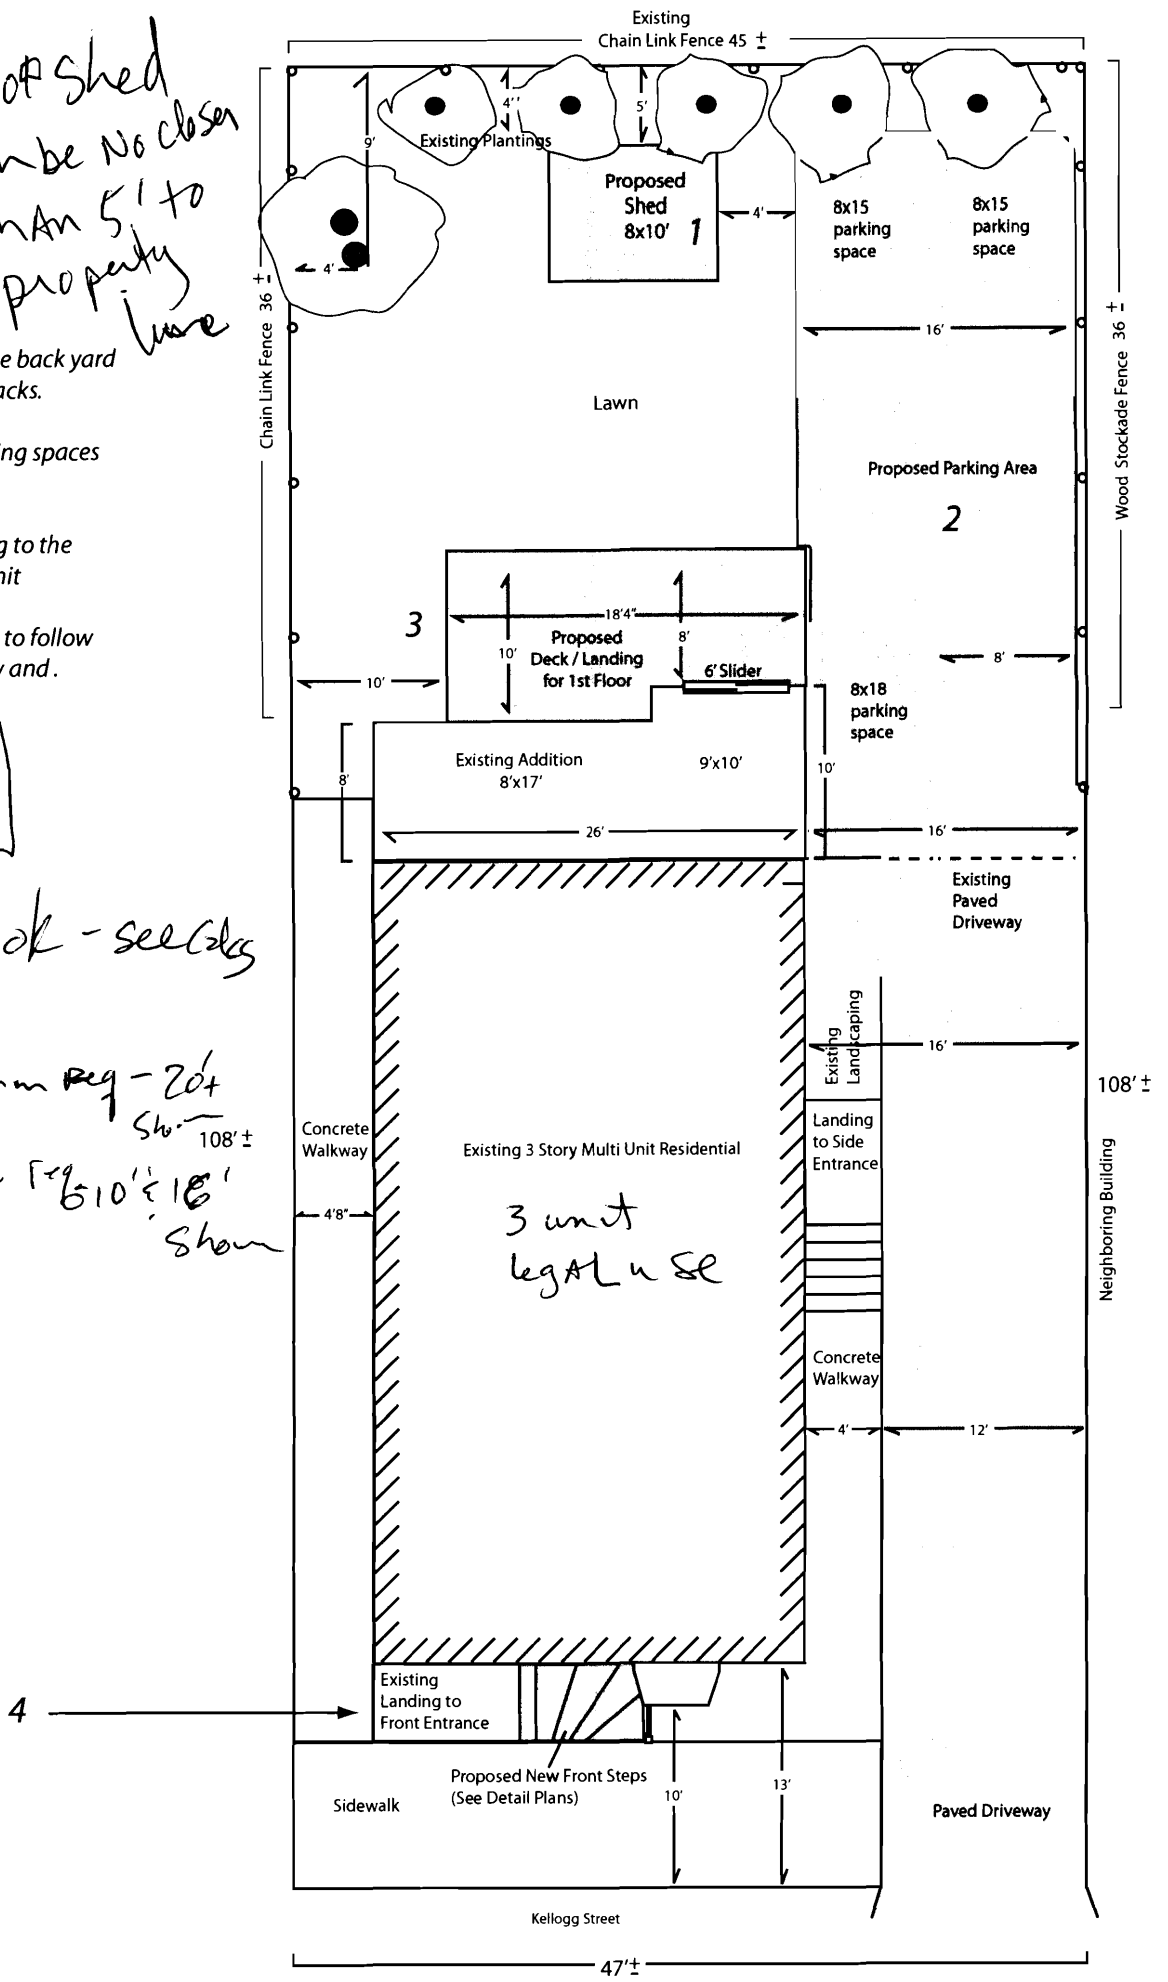 Existing
Chain Link Fence 45 ±
of Shed
be No closer
than 5' to
property
line
e back yard
acks.
ng spaces
g to the
nit
to follow
y and .
ok - see
Req - 20'+
108' ±
10' & 16'
Shown
9'
4'
5'
Existing Plantings
Proposed
Shed
8x10'
1
4'
8x15
parking
space
8x15
parking
space
4'
Chain Link Fence 36 ±
16'
Wood Stockade Fence 36 ±
Lawn
Proposed Parking Area
2
3
18'4"
10'
Proposed
Deck / Landing
for 1st Floor
8'
6' Slider
10'
8'
8x18
parking
space
Existing Addition
8'x17'
9'x10'
8'
10'
26'
16'
Existing
Paved
Driveway
Existing
Landscaping
16'
108' ±
Concrete
Walkway
Existing 3 Story Multi Unit Residential
Landing
to Side
Entrance
Neighboring Building
4'8"
3 unit
legal use
Concrete
Walkway
4'
12'
4
Existing
Landing to
Front Entrance
Proposed New Front Steps
(See Detail Plans)
Sidewalk
10'
13'
Paved Driveway
Kellogg Street
47'±